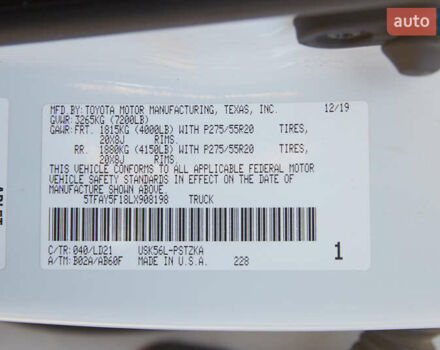 auto
MFD.BY:TOYOTA MOTOR MANUFACTURING, TEXAS, INC. 12/19
GVWR:3265KG (7200LB)
GAWR:FRT. 1815KG (4000LB) WITH P275/55R20 TIRES,
20X8J RIMS.
RR. 1880KG (4150LB) WITH P275/55R20 TIRES,
20X8J RIMS.
THIS VEHICLE CONFORMS TO ALL APPLICABLE FEDERAL MOTOR
VEHICLE SAFETY STANDARDS IN EFFECT ON THE DATE OF
MANUFACTURE SHOWN ABOVE.
5TFAY5F18LX908198 TRUCK
C/TR:040/LD21 USK56L-PSTZKA 1
A/TM:B02A/AB60F MADE IN U.S.A. 228